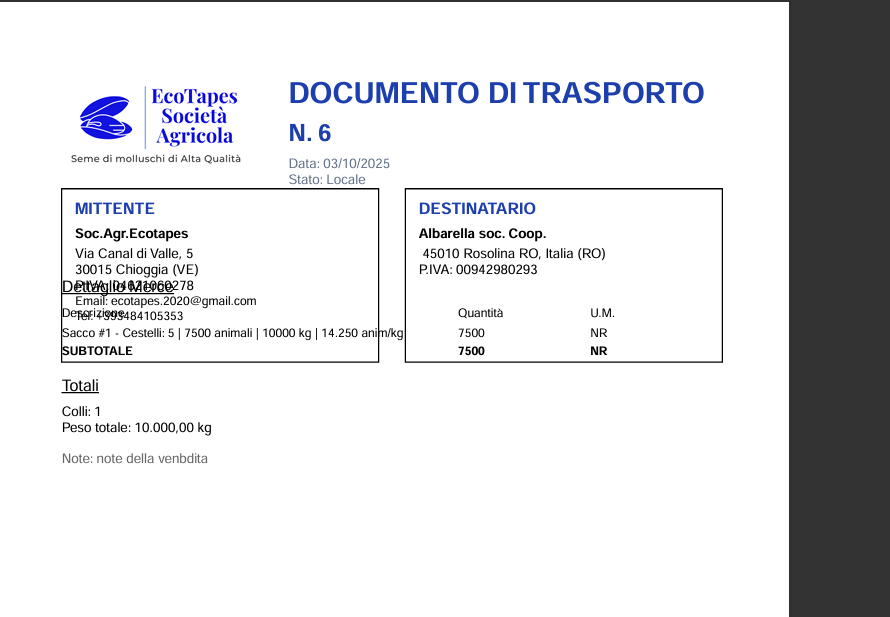 EcoTapes
Società
Agricola
Seme di molluschi di Alta Qualità
DOCUMENTO DI TRASPORTO
N. 6
Data: 03/10/2025
Stato: Locale
MITTENTE
Soc.Agr.Ecotapes
Via Canal di Valle, 5
30015 Chioggia (VE)
Email: ecotapes.2020@gmail.com
Tel: +393484105353
DESTINATARIO
Albarella soc. Coop.
45010 Rosolina RO, Italia (RO)
P.IVA: 00942980293
Dettaglio Merce
Descrizione Quantità U.M.
Sacco #1 - Cestelli: 5 | 7500 animali | 10000 kg | 14.250 anim/kg 7500 NR
SUBTOTALE 7500 NR
Totali
Colli: 1
Peso totale: 10.000,00 kg
Note: note della venbdita